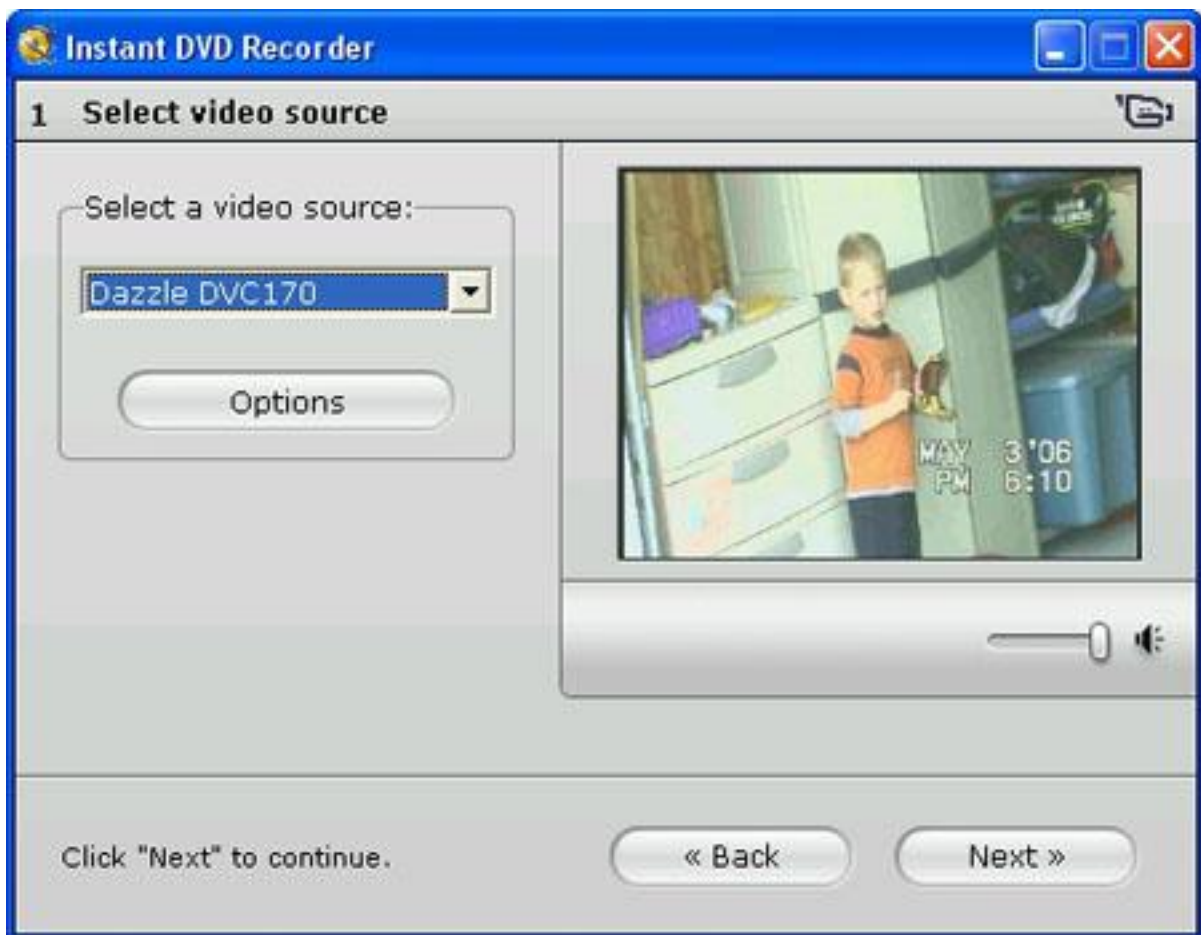 Instant DVD Recorder
1 Select video source
Select a video source:
Dazzle DVC170
Options
MAY 3 '06
PM 6:10
Click "Next" to continue.
« Back
Next »